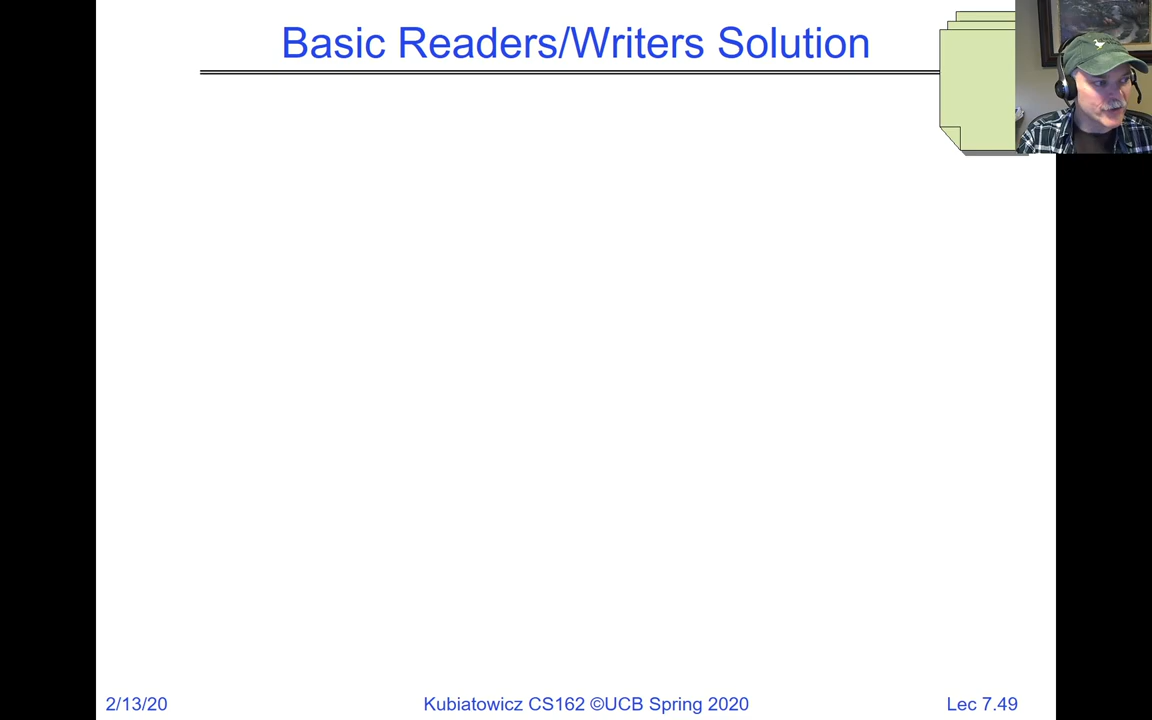 Basic Readers/Writers Solution
2/13/20
Kubiatowicz CS162 ©UCB Spring 2020
Lec 7.49